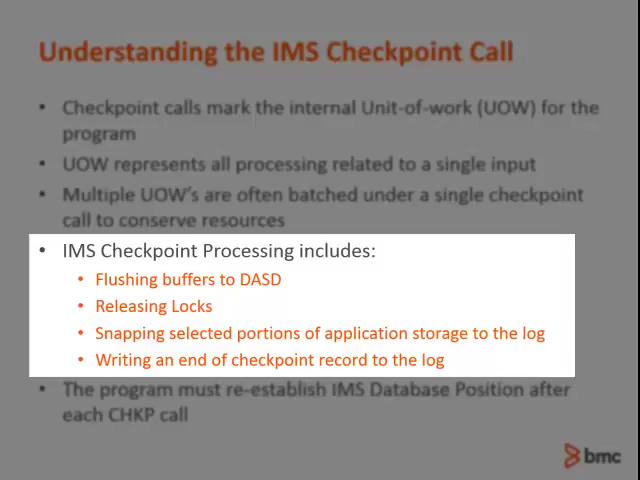 Understanding the IMS Checkpoint Call
• Checkpoint calls mark the internal Unit-of-work (UOW) for the
program
• UOW represents all processing related to a single input
• Multiple UOW's are often batched under a single checkpoint
call to conserve resources
• IMS Checkpoint Processing includes:
• Flushing buffers to DASD
• Releasing Locks
• Snapping selected portions of application storage to the log
• Writing an end of checkpoint record to the log
• The program must re-establish IMS Database Position after
each CHKP call
bmc